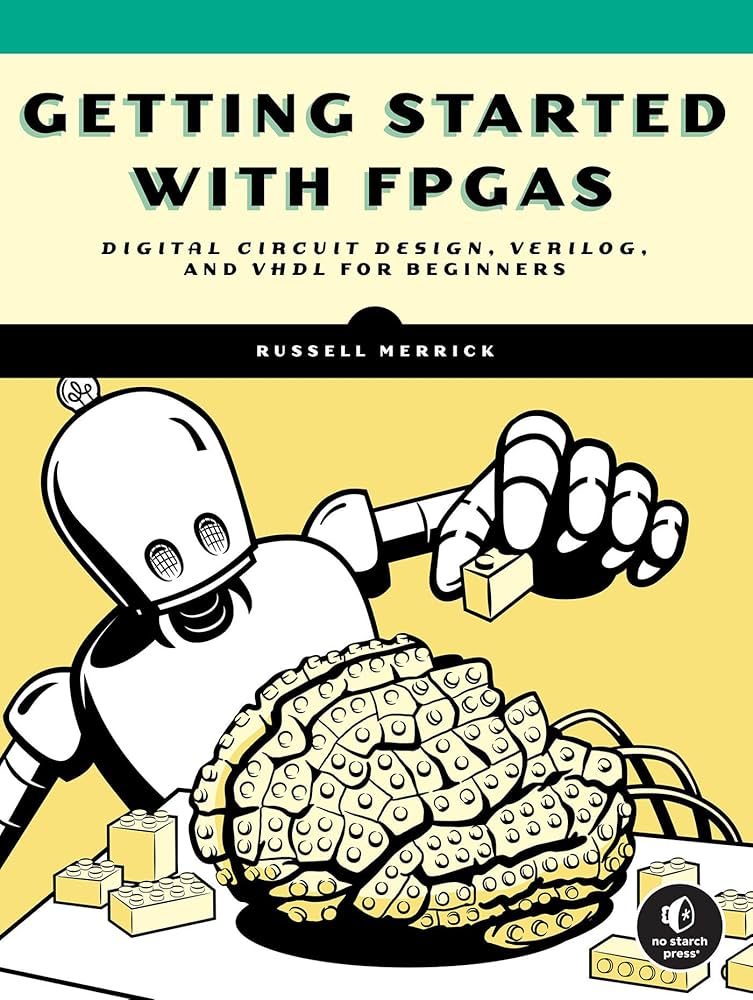 GETTING STARTED
WITH FPGAS
DIGITAL CIRCUIT DESIGN, VERILOG,
AND VHDL FOR BEGINNERS
RUSSELL MERRICK
no starch
press®